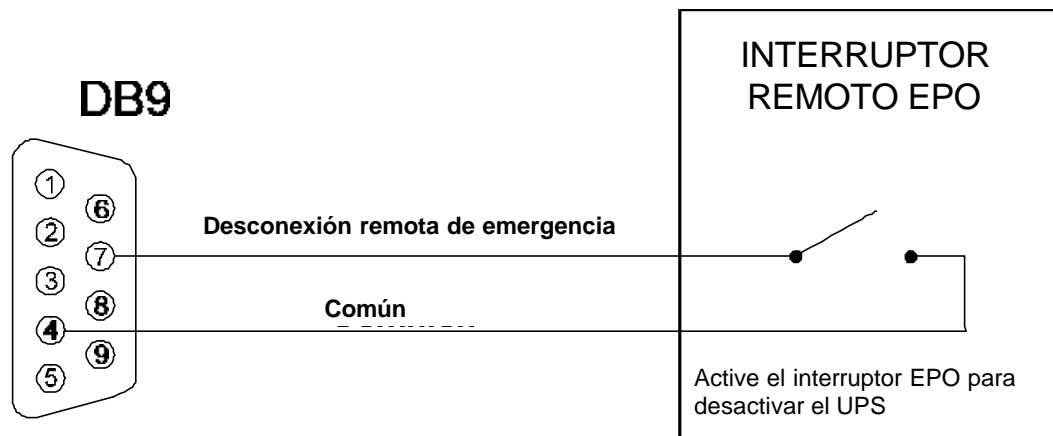 INTERRUPTOR
REMOTO EPO
DB9
1
6
2
7
3
8
4
9
5
Desconexión remota de emergencia
Común
Active el interruptor EPO para
desactivar el UPS